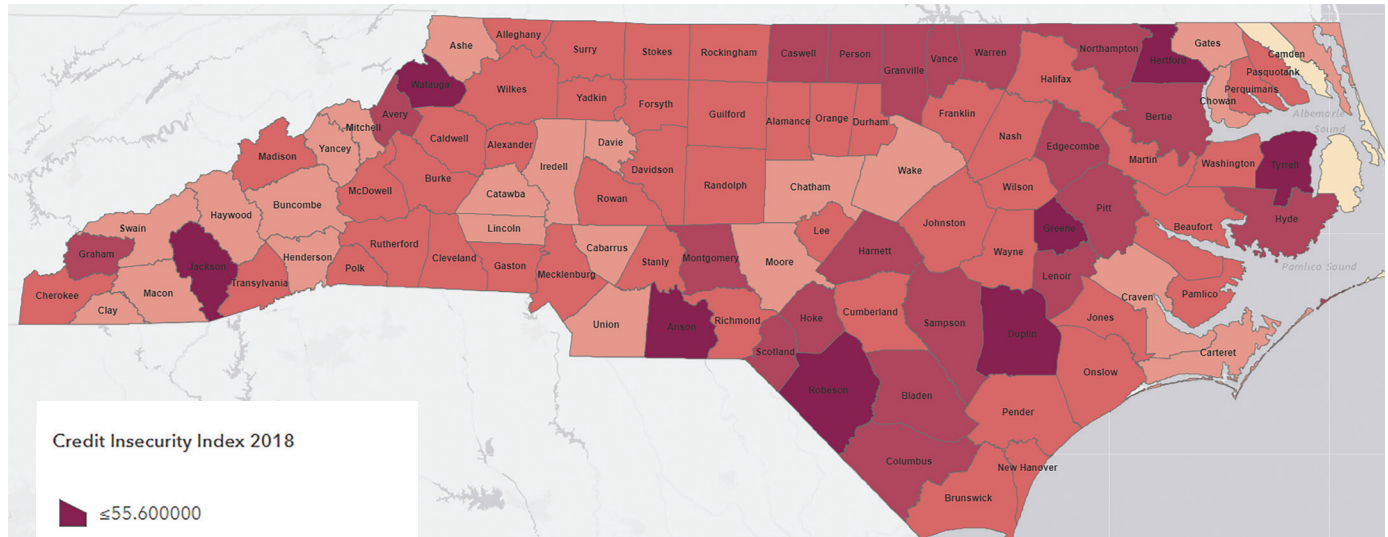 Ashe
Alleghany
Surry
Stokes
Rockingham
Caswell
Person
Granville
Vance
Warren
Northampton
Hertford
Gates
Camden
Pasquotank
Perquimans
Chowan
Albemarle
Sound
Watauga
Wilkes
Yadkin
Forsyth
Guilford
Alamance
Orange
Durham
Franklin
Halifax
Bertie
Avery
Mitchell
Yancey
Caldwell
Alexander
Iredell
Davie
Davidson
Randolph
Chatham
Wake
Nash
Edgecombe
Martin
Washington
Tyrrell
Madison
McDowell
Burke
Catawba
Rowan
Wilson
Pitt
Beaufort
Hyde
Haywood
Buncombe
Swain
Graham
Jackson
Henderson
Rutherford
Polk
Cleveland
Lincoln
Gaston
Mecklenburg
Cabarrus
Stanly
Montgomery
Moore
Lee
Harnett
Johnston
Wayne
Greene
Lenoir
Craven
Pamlico
Pamlico Sound
Cherokee
Clay
Macon
Transylvania
Union
Anson
Richmond
Scotland
Hoke
Cumberland
Sampson
Duplin
Jones
Carteret
Onslow
Robeson
Bladen
Pender
Columbus
New Hanover
Brunswick
Credit Insecurity Index 2018
≤55.600000